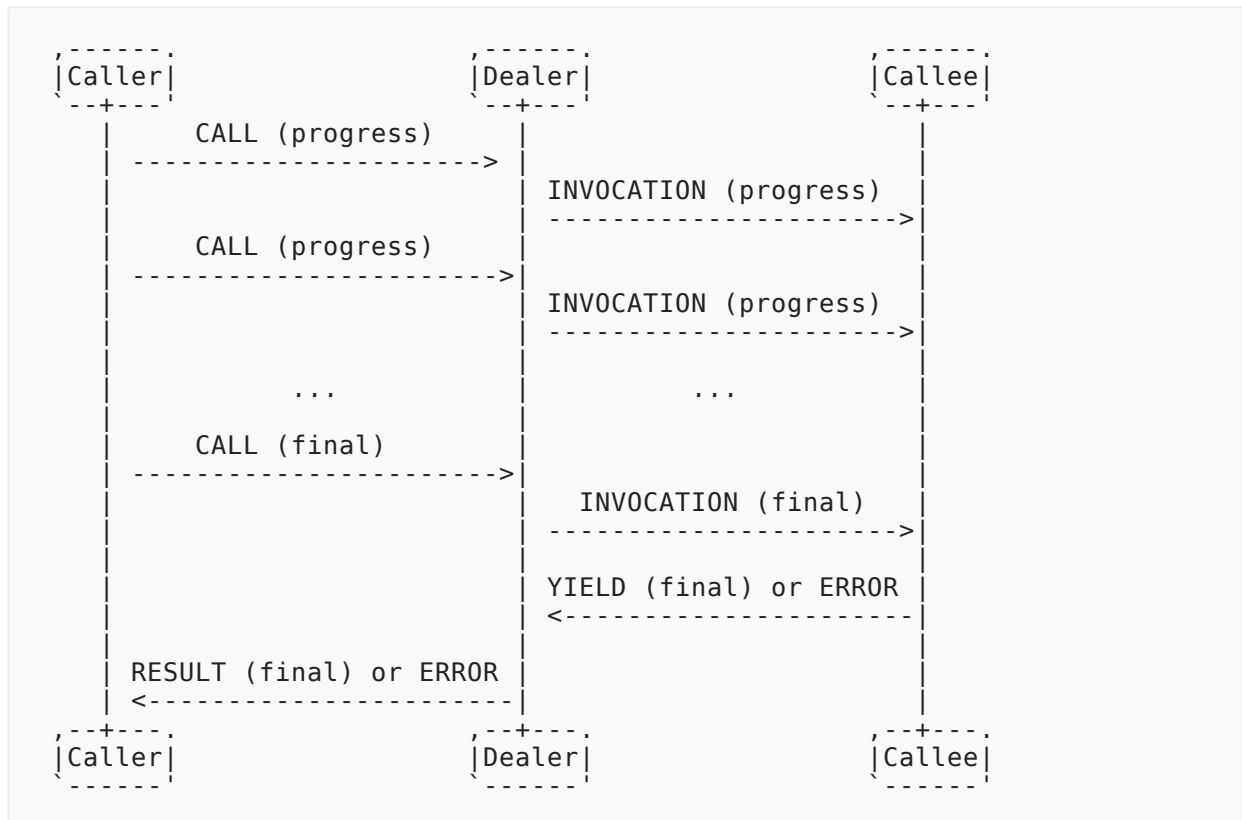 ,------. ,------. ,------.
|Caller| |Dealer| |Callee|
`--+---' `--+---' `--+---'
| CALL (progress) | |
| ----------------------> | |
| | INVOCATION (progress) |
| | ---------------------->|
| CALL (progress) | |
| ----------------------->| |
| | INVOCATION (progress) |
| | ---------------------->|
| | |
| ... | ... |
| | |
| CALL (final) | |
| ----------------------->| |
| | INVOCATION (final) |
| | ---------------------->|
| | |
| | |
| | YIELD (final) or ERROR |
| | <----------------------|
| | |
| RESULT (final) or ERROR | |
| <-----------------------| |
,--+---. ,--+---. ,--+---.
|Caller| |Dealer| |Callee|
`------' `------' `------'